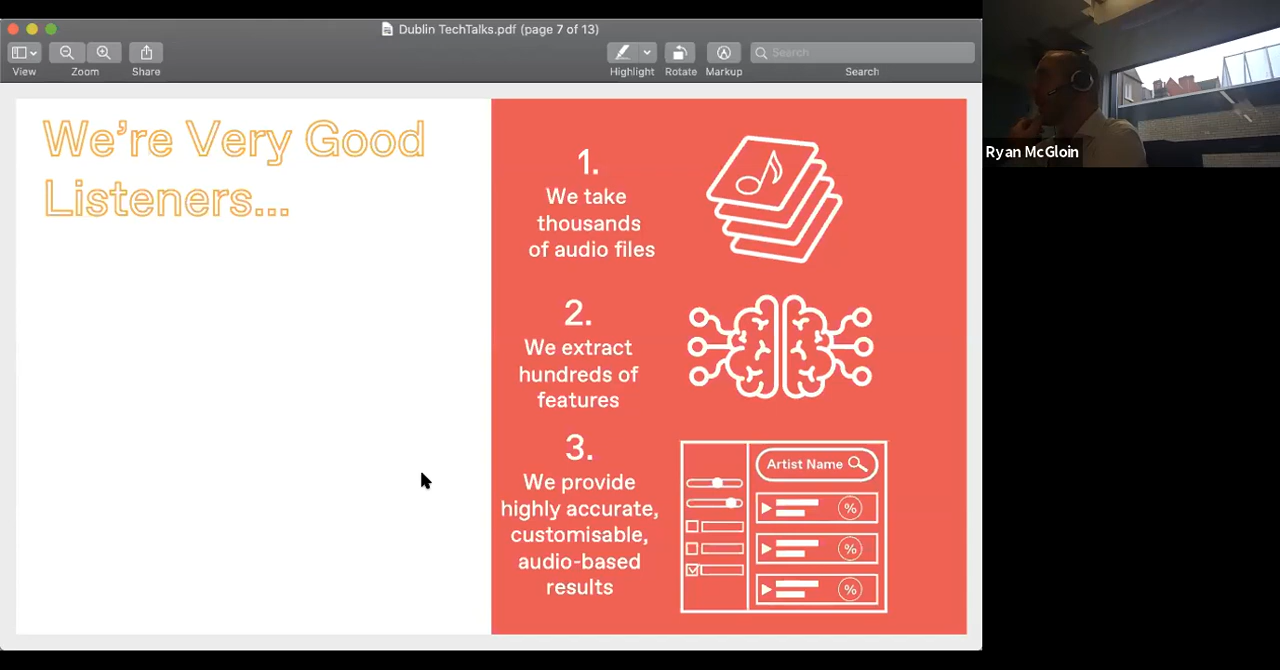 Dublin TechTalks.pdf (page 7 of 13)
View
Zoom
Share
Highlight
Rotate
Markup
Search
Search
We're Very Good
Listeners...
1.
We take
thousands
of audio files
2.
We extract
hundreds of
features
3.
We provide
highly accurate,
customisable,
audio-based
results
Artist Name
%
%
%
Ryan McGloin